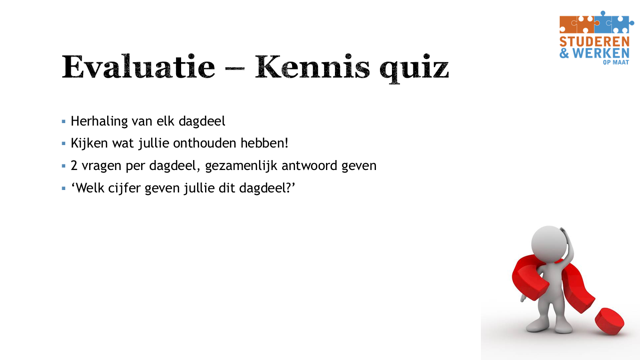 STUDEREN
& WERKEN
OP MAAT
Evaluatie – Kennis quiz
▪ Herhaling van elk dagdeel
▪ Kijken wat jullie onthouden hebben!
▪ 2 vragen per dagdeel, gezamenlijk antwoord geven
▪ ‘Welk cijfer geven jullie dit dagdeel?’